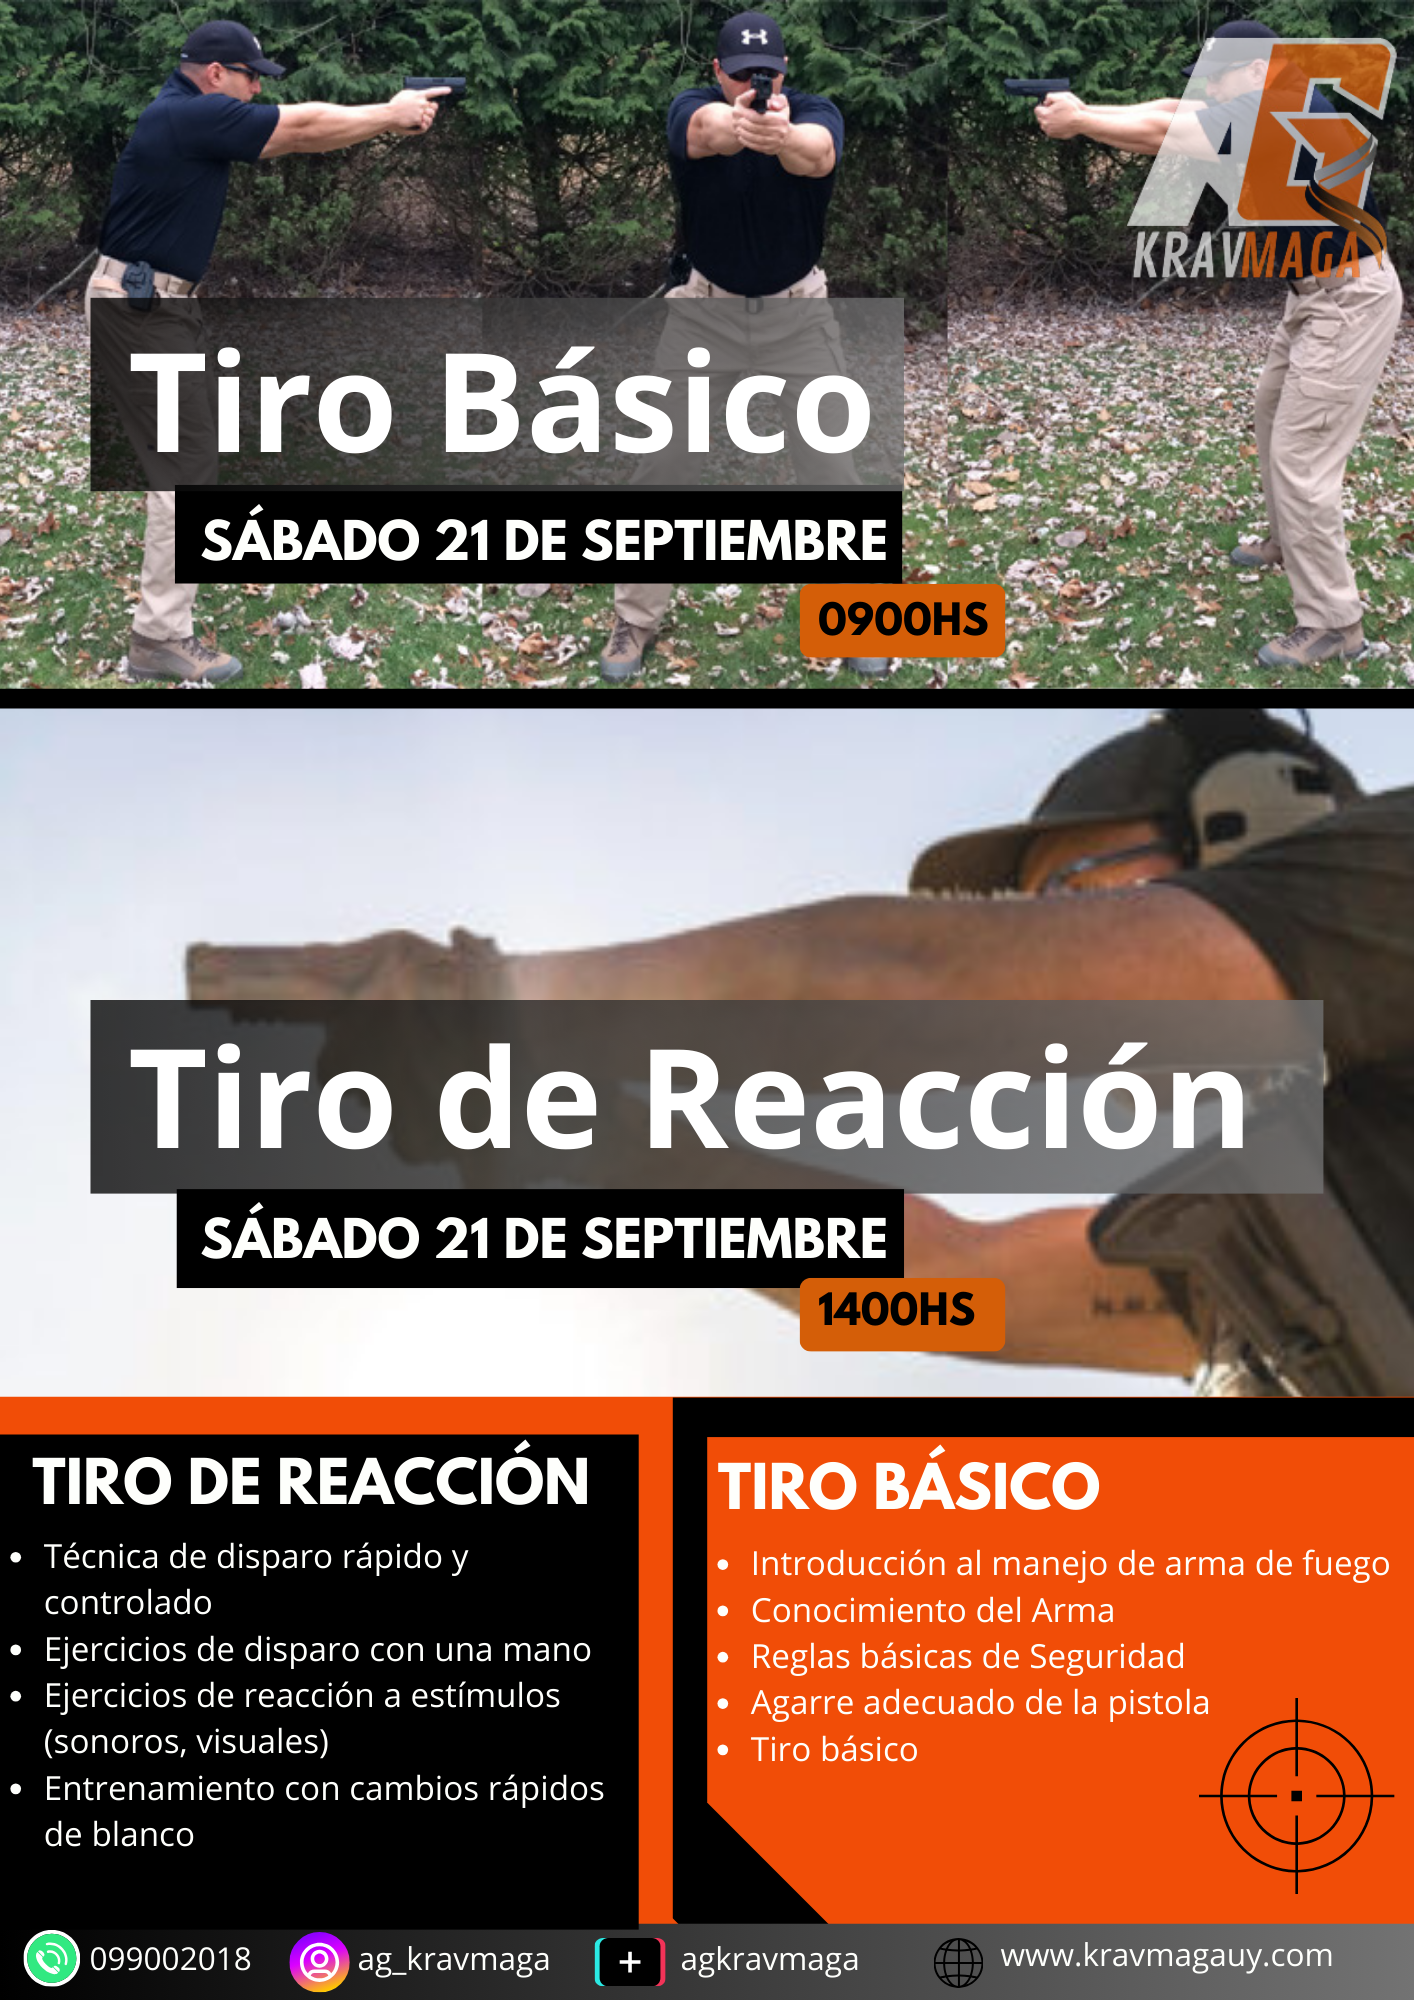 AG
KRAVMAGA
Tiro Básico
SÁBADO 21 DE SEPTIEMBRE
0900HS
Tiro de Reacción
SÁBADO 21 DE SEPTIEMBRE
1400HS
TIRO DE REACCIÓN
Técnica de disparo rápido y
controlado
Ejercicios de disparo con una mano
Ejercicios de reacción a estímulos
(sonoros, visuales)
Entrenamiento con cambios rápidos
de blanco
TIRO BÁSICO
Introducción al manejo de arma de fuego
Conocimiento del Arma
Reglas básicas de Seguridad
Agarre adecuado de la pistola
Tiro básico
099002018
ag_kravmaga
agkravmaga
www.kravmagauy.com